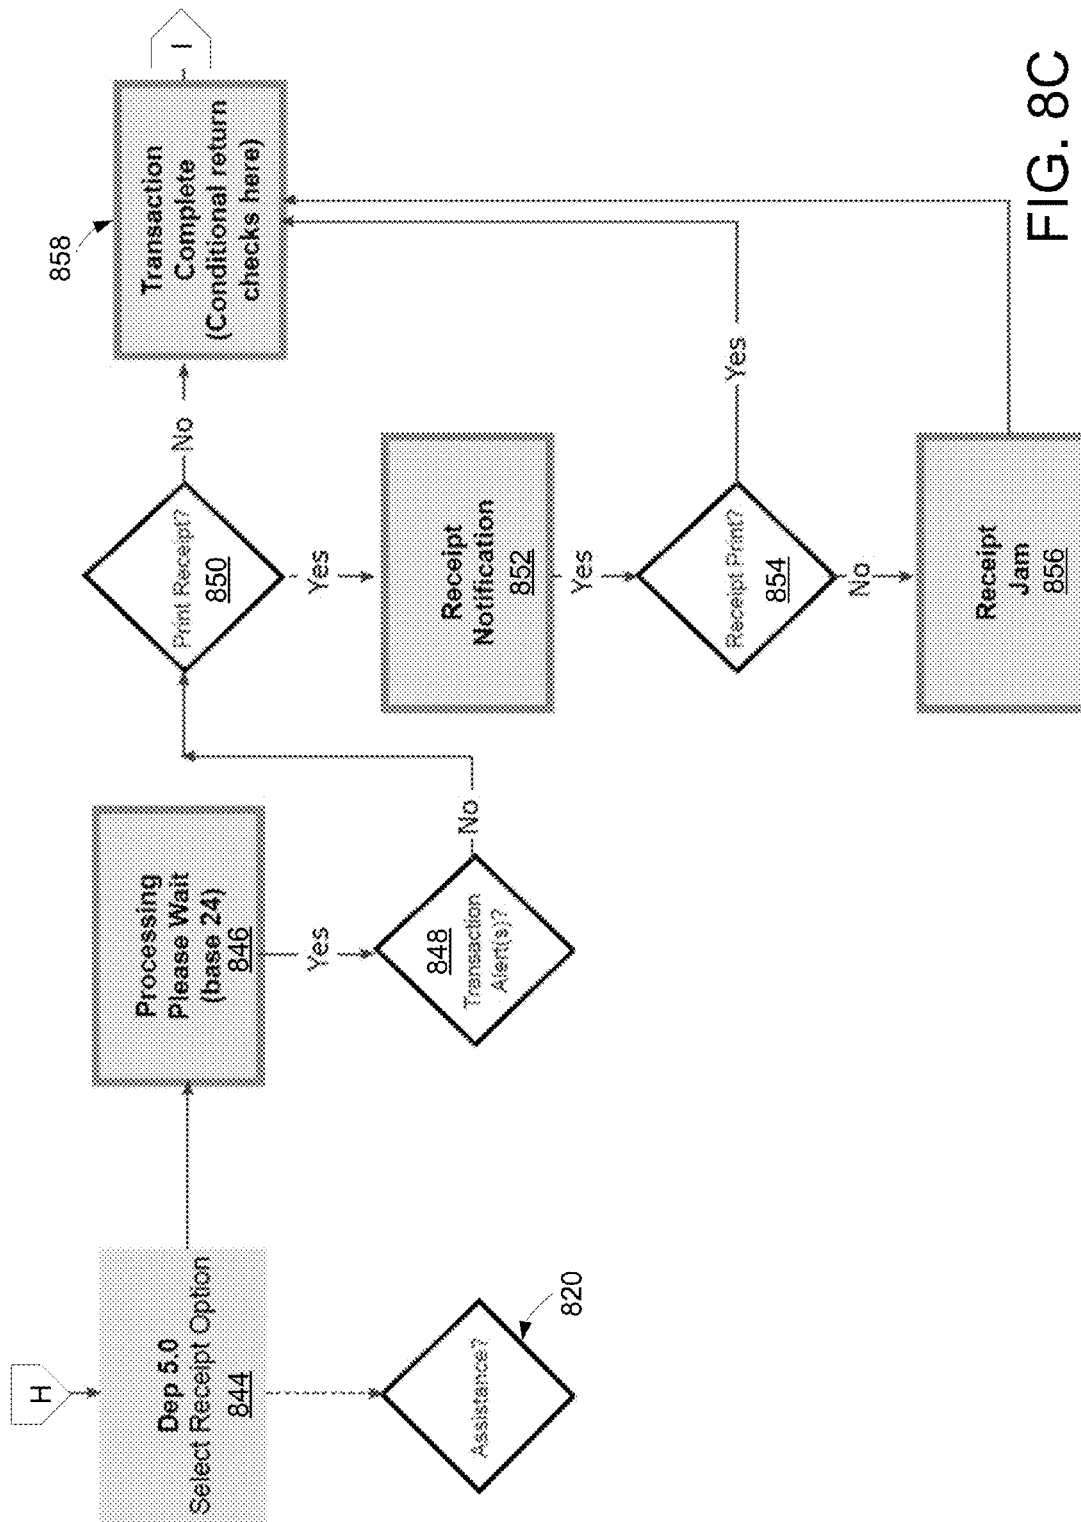 H
Dep 5.0
Select Receipt Option
844
Assistance?
820
Processing
Please Wait
(base 24)
846
Yes
848
Transaction
Alert(s)?
No
Print Receipt?
850
No
Yes
Receipt
Notification
852
Yes
Receipt Print?
854
Yes
No
Receipt
Jam
856
858
Transaction
Complete
(Conditional return
checks here)
I
FIG. 8C